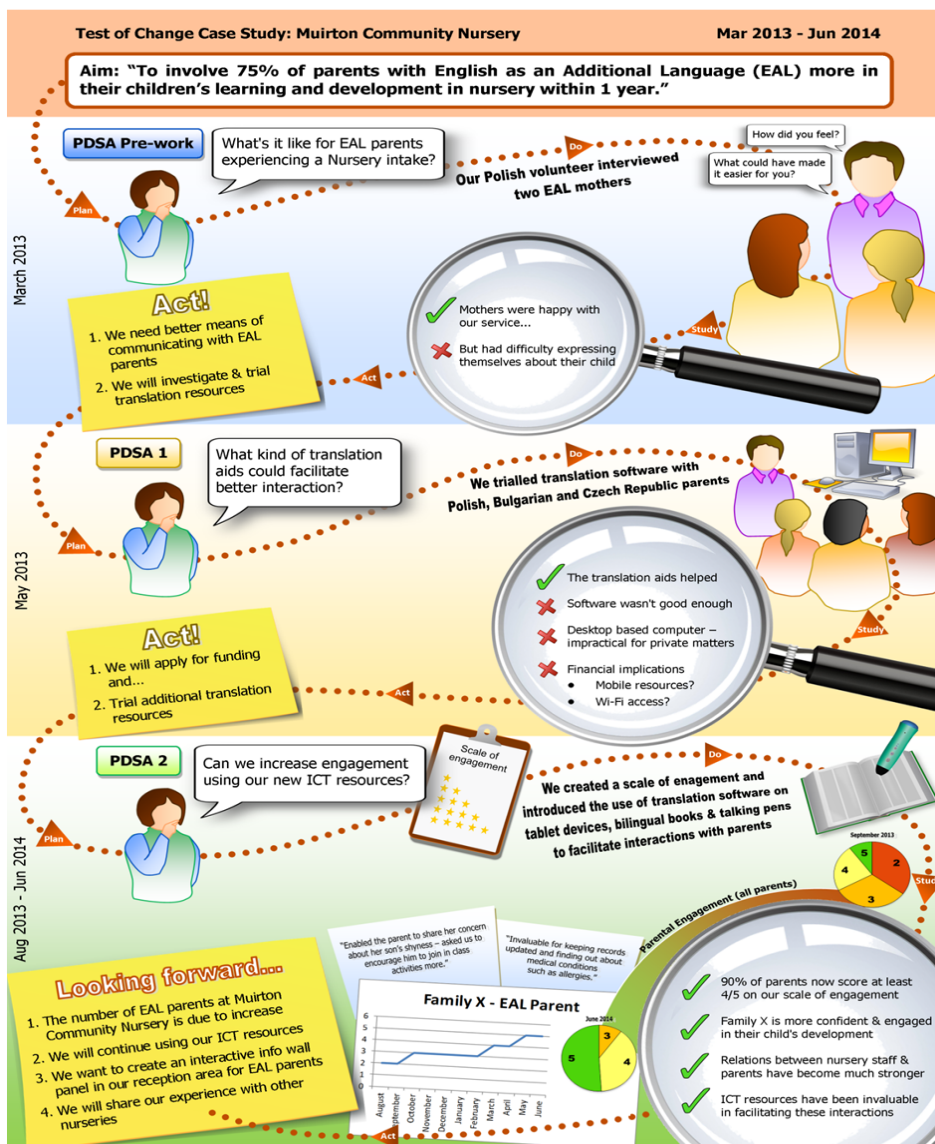 Test of Change Case Study: Muirton Community Nursery
Mar 2013 - Jun 2014
Aim: “To involve 75% of parents with English as an Additional Language (EAL) more in
their children’s learning and development in nursery within 1 year.”
March 2013
PDSA Pre-work
What's it like for EAL parents
experiencing a Nursery intake?
Plan
Do
Our Polish volunteer interviewed
two EAL mothers
How did you feel?
What could have made
it easier for you?
Study
Mothers were happy with
our service...
But had difficulty expressing
themselves about their child
Act
Act!
1. We need better means of
communicating with EAL
parents
2. We will investigate & trial
translation resources
May 2013
PDSA 1
What kind of translation
aids could facilitate
better interaction?
Plan
Do
We trialled translation software with
Polish, Bulgarian and Czech Republic parents
Study
The translation aids helped
Software wasn't good enough
Desktop based computer –
impractical for private matters
Financial implications
• Mobile resources?
• Wi-Fi access?
Act
Act!
1. We will apply for funding
and...
2. Trial additional translation
resources
Aug 2013 - Jun 2014
PDSA 2
Can we increase engagement
using our new ICT resources?
Plan
Scale of
engagement
Do
We created a scale of enagement and
introduced the use of translation software on
tablet devices, bilingual books & talking pens
to facilitate interactions with parents
September 2013
5
2
4
3
Study
Parental Engagement (all parents)
90% of parents now score at least
4/5 on our scale of engagement
Family X is more confident & engaged
in their child's development
Relations between nursery staff &
parents have become much stronger
ICT resources have been invaluable
in facilitating these interactions
June 2014
3
5
4
“Enabled the parent to share her concern
about her son's shyness – asked us to
encourage him to join in class
activities more.”
“Invaluable for keeping records
updated and finding out about
medical conditions
such as allergies.”
Family X - EAL Parent
6
5
4
3
2
1
0
August
September
October
November
December
January
February
March
April
May
June
Act
Looking forward...
1. The number of EAL parents at Muirton
Community Nursery is due to increase
2. We will continue using our ICT resources
3. We want to create an interactive info wall
panel in our reception area for EAL parents
4. We will share our experience with other
nurseries